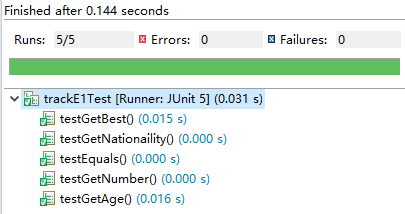 Finished after 0.144 seconds
Runs: 5/5 Errors: 0 Failures: 0
trackE1Test [Runner: JUnit 5] (0.031 s)
testGetBest() (0.015 s)
testGetNationaility() (0.000 s)
testEquals() (0.000 s)
testGetNumber() (0.000 s)
testGetAge() (0.016 s)